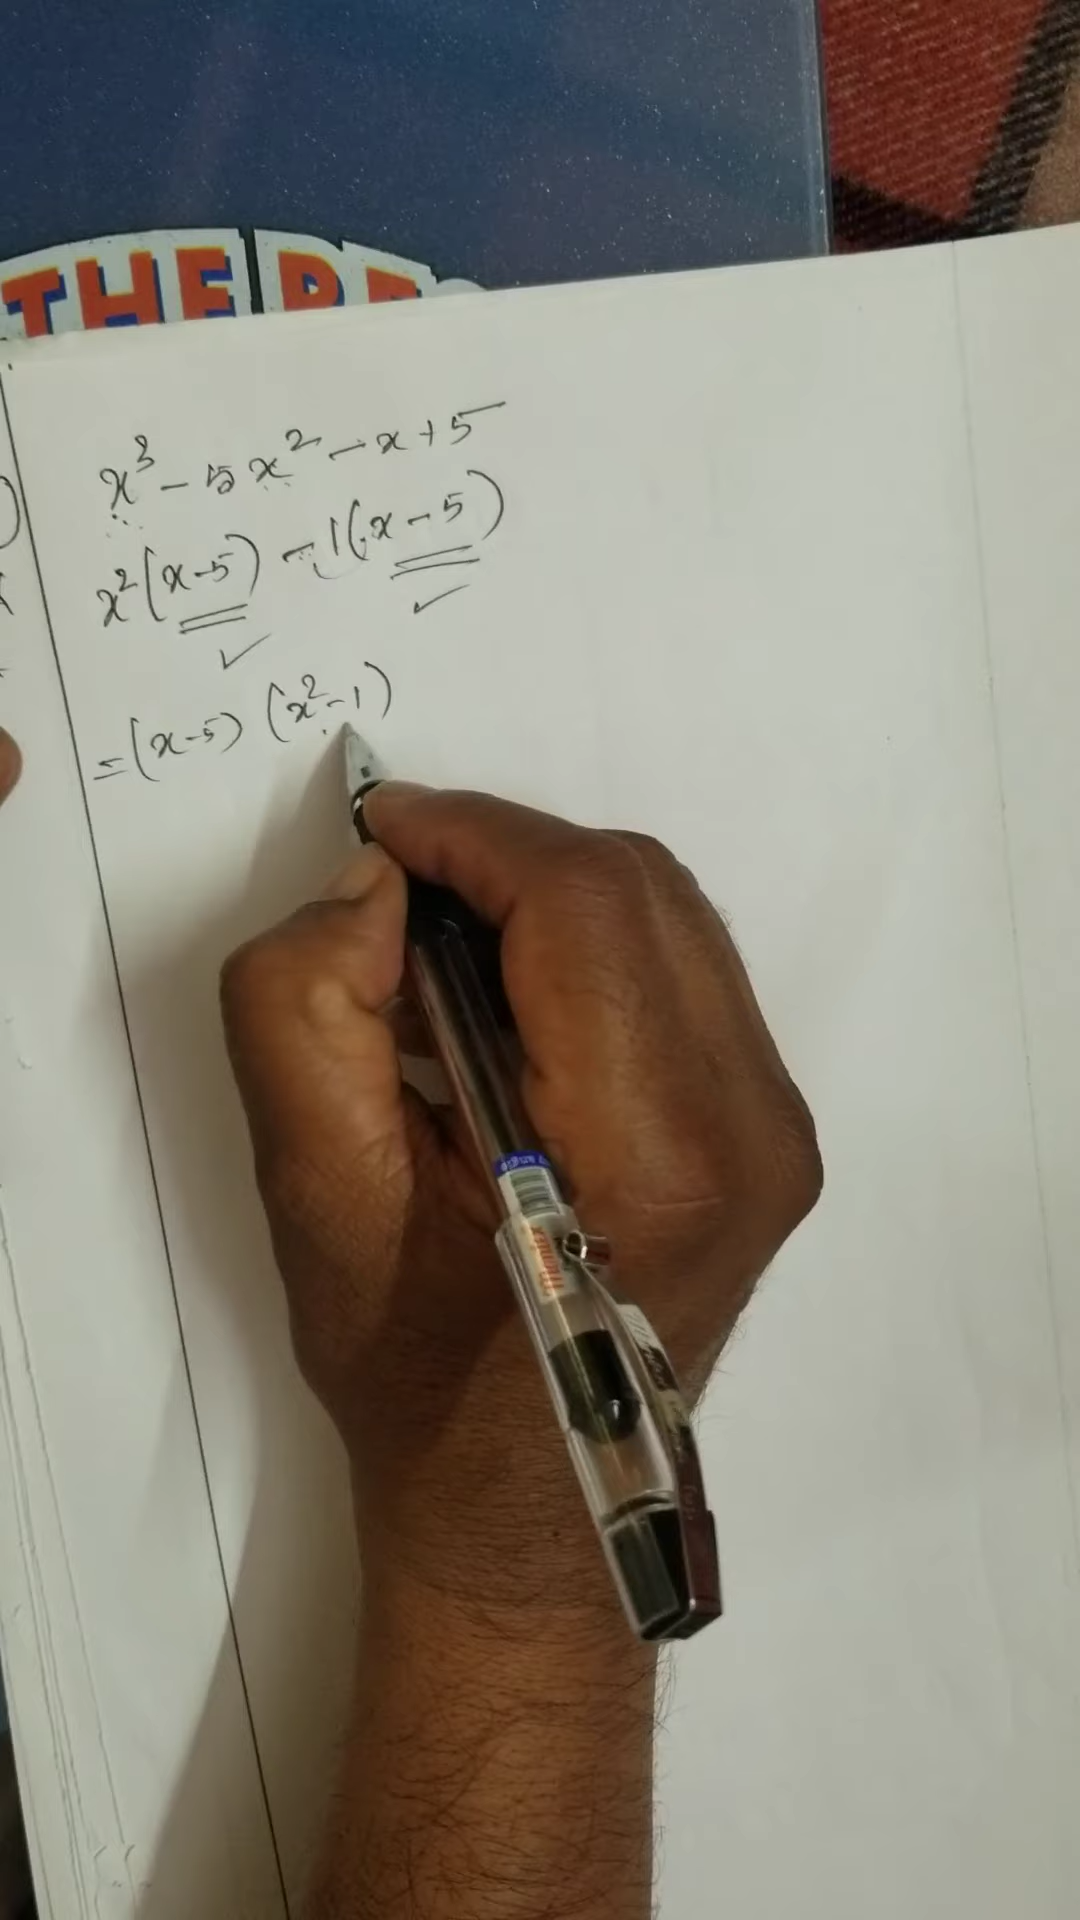 THE
x³ - 5x² - x + 5
x²(x-5) - 1(x-5)
= (x-5) (x² - 1)